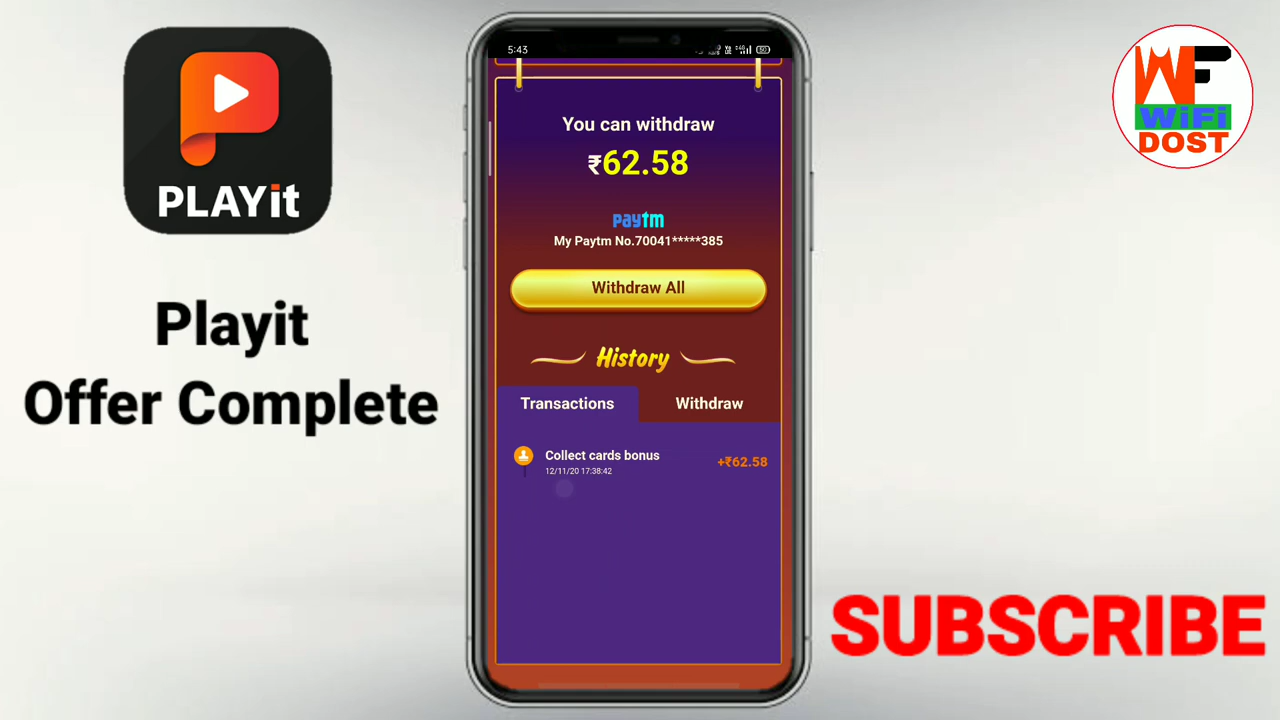 PLAYit
Playit
Offer Complete
5:43
You can withdraw
₹62.58
paytm
My Paytm No.70041*****385
Withdraw All
History
Transactions
Withdraw
Collect cards bonus
+₹62.58
12/11/20 17:38:42
WF
WiFi
DOST
SUBSCRIBE